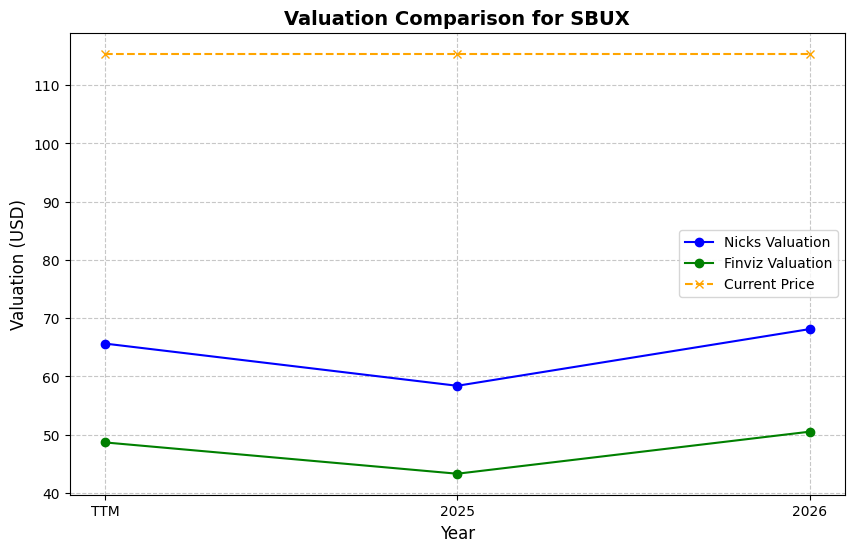 Valuation Comparison for SBUX
Valuation (USD)
110
100
90
80
70
60
50
40
Nicks Valuation
Finviz Valuation
Current Price
TTM
2025
2026
Year